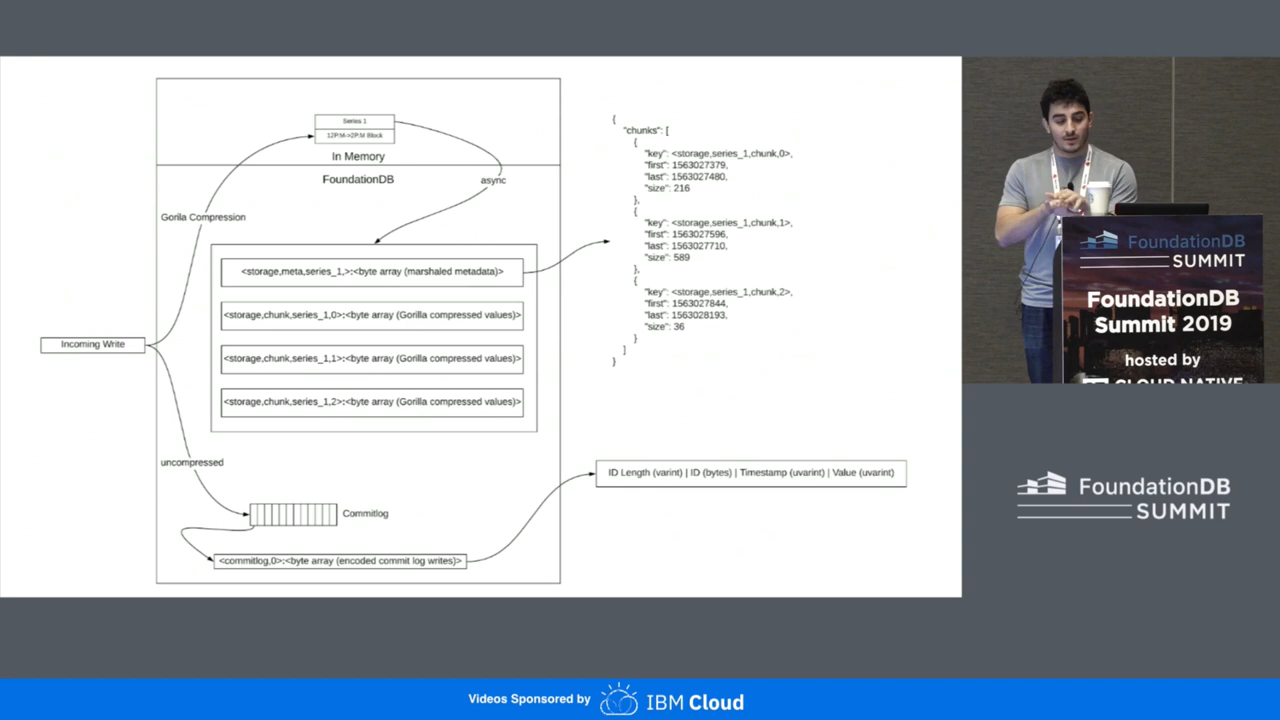 Series 1
12P.M->2P.M Block
In Memory
FoundationDB
async
Gorila Compression
<storage,meta,series_1,>:<byte array (marshaled metadata)>
<storage,chunk,series_1,0>:<byte array (Gorilla compressed values)>
<storage,chunk,series_1,1>:<byte array (Gorilla compressed values)>
<storage,chunk,series_1,2>:<byte array (Gorilla compressed values)>
Incoming Write
uncompressed
Commitlog
<commitlog,0>:<byte array (encoded commit log writes)>
{
"chunks": [
{
"key": <storage,series_1,chunk,0>,
"first": 1563027379,
"last": 1563027480,
"size": 216
},
{
"key": <storage,series_1,chunk,1>,
"first": 1563027596,
"last": 1563027710,
"size": 589
},
{
"key": <storage,series_1,chunk,2>,
"first": 1563027844,
"last": 1563028193,
"size": 36
}
]
}
ID Length (varint) | ID (bytes) | Timestamp (uvarint) | Value (uvarint)
FoundationDB
SUMMIT
FoundationDB
Summit 2019
hosted by
CLOUD NATIVE
FoundationDB
SUMMIT
Videos Sponsored by IBM Cloud